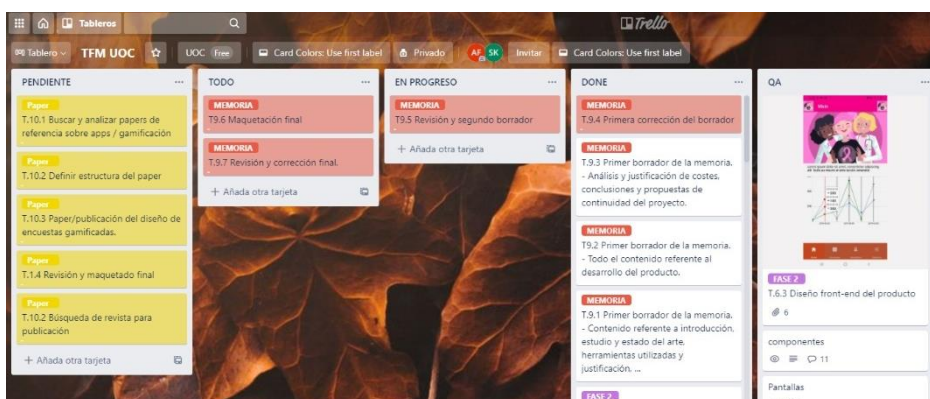 Tableros
Trello
Tablero
TFM UOC
UOC Free
Card Colors: Use first label
Privado
AF SK
Invitar
Card Colors: Use first label
PENDIENTE
Paper
T.10.1 Buscar y analizar papers de
referencia sobre apps / gamificación
Paper
T.10.2 Definir estructura del paper
Paper
T.10.3 Paper/publicación del diseño de
encuestas gamificadas.
Paper
T.1.4 Revisión y maquetado final
Paper
T.10.2 Búsqueda de revista para
publicación
+ Añada otra tarjeta
TODO
MEMORIA
T9.6 Maquetación final
MEMORIA
T.9.7 Revisión y corrección final.
+ Añada otra tarjeta
EN PROGRESO
MEMORIA
T9.5 Revisión y segundo borrador
+ Añada otra tarjeta
DONE
MEMORIA
T.9.4 Primera corrección del borrador
MEMORIA
T.9.3 Primer borrador de la memoria.
- Análisis y justificación de costes,
conclusiones y propuestas de
continuidad del proyecto.
MEMORIA
T9.2 Primer borrador de la memoria.
- Todo el contenido referente al
desarrollo del producto.
MEMORIA
T.9.1 Primer borrador de la memoria.
- Contenido referente a introducción,
estudio y estado del arte,
herramientas utilizadas y
justificación. ...
FASE 2
QA
FASE 2
T.6.3 Diseño front-end del producto
6
componentes
11
Pantallas